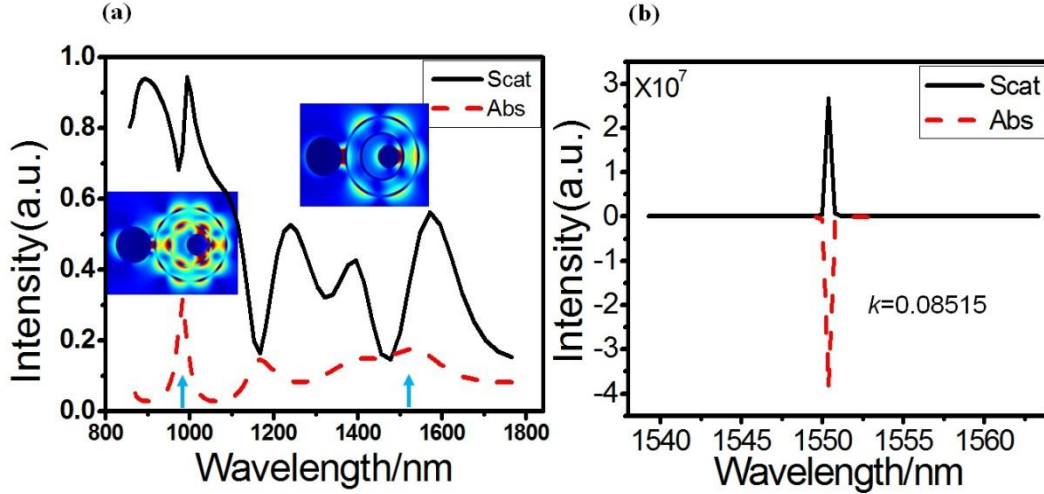 (a)
(b)
Intensity(a.u.)
1.0
0.8
0.6
0.4
0.2
0.0
Scat
Abs
800 1000 1200 1400 1600 1800
Wavelength/nm
Intensity(a.u.)
X10⁷
3
2
1
0
-1
-2
-3
-4
Scat
Abs
k=0.08515
1540 1545 1550 1555 1560
Wavelength/nm